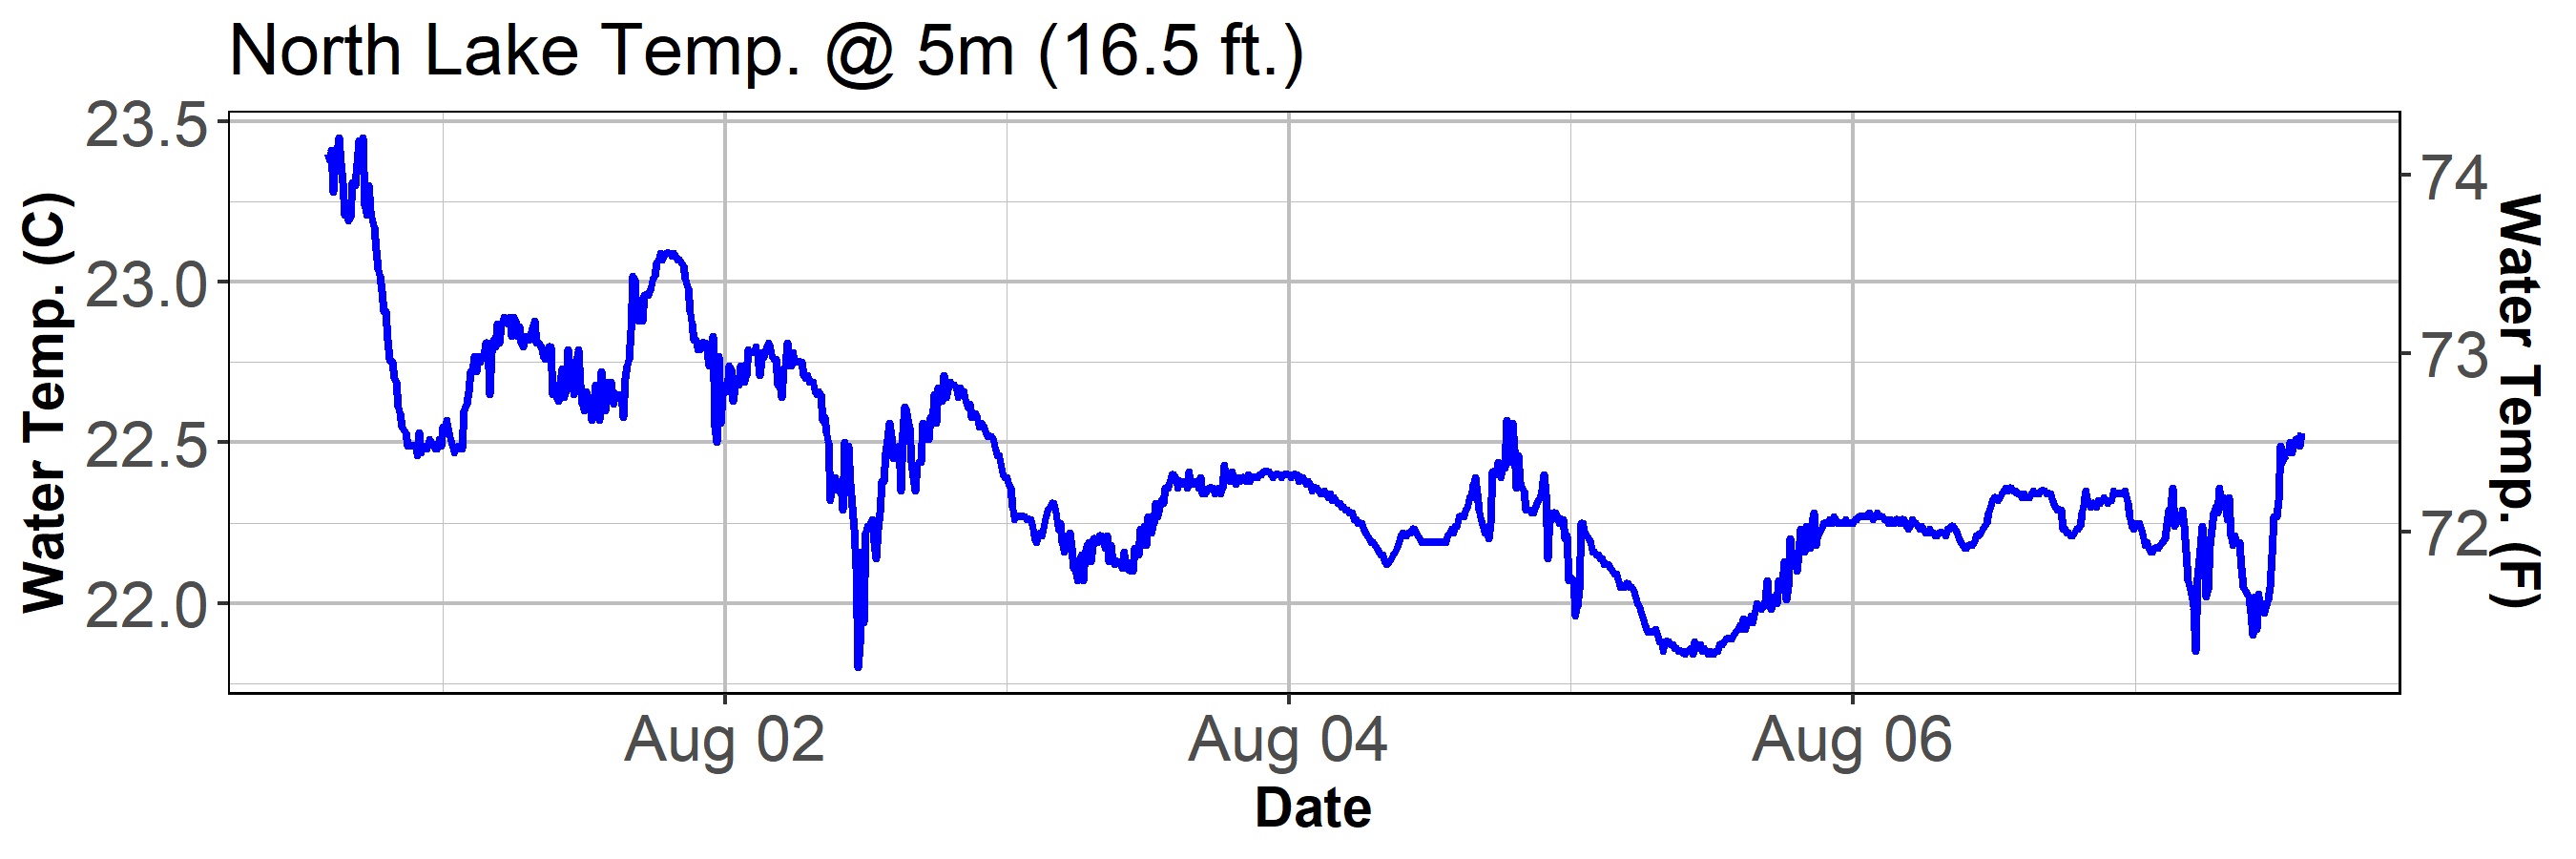 North Lake Temp. @ 5m (16.5 ft.)
Water Temp. (C)
23.5
23.0
22.5
22.0
74
73
72
Water Temp. (F)
Aug 02
Aug 04
Aug 06
Date